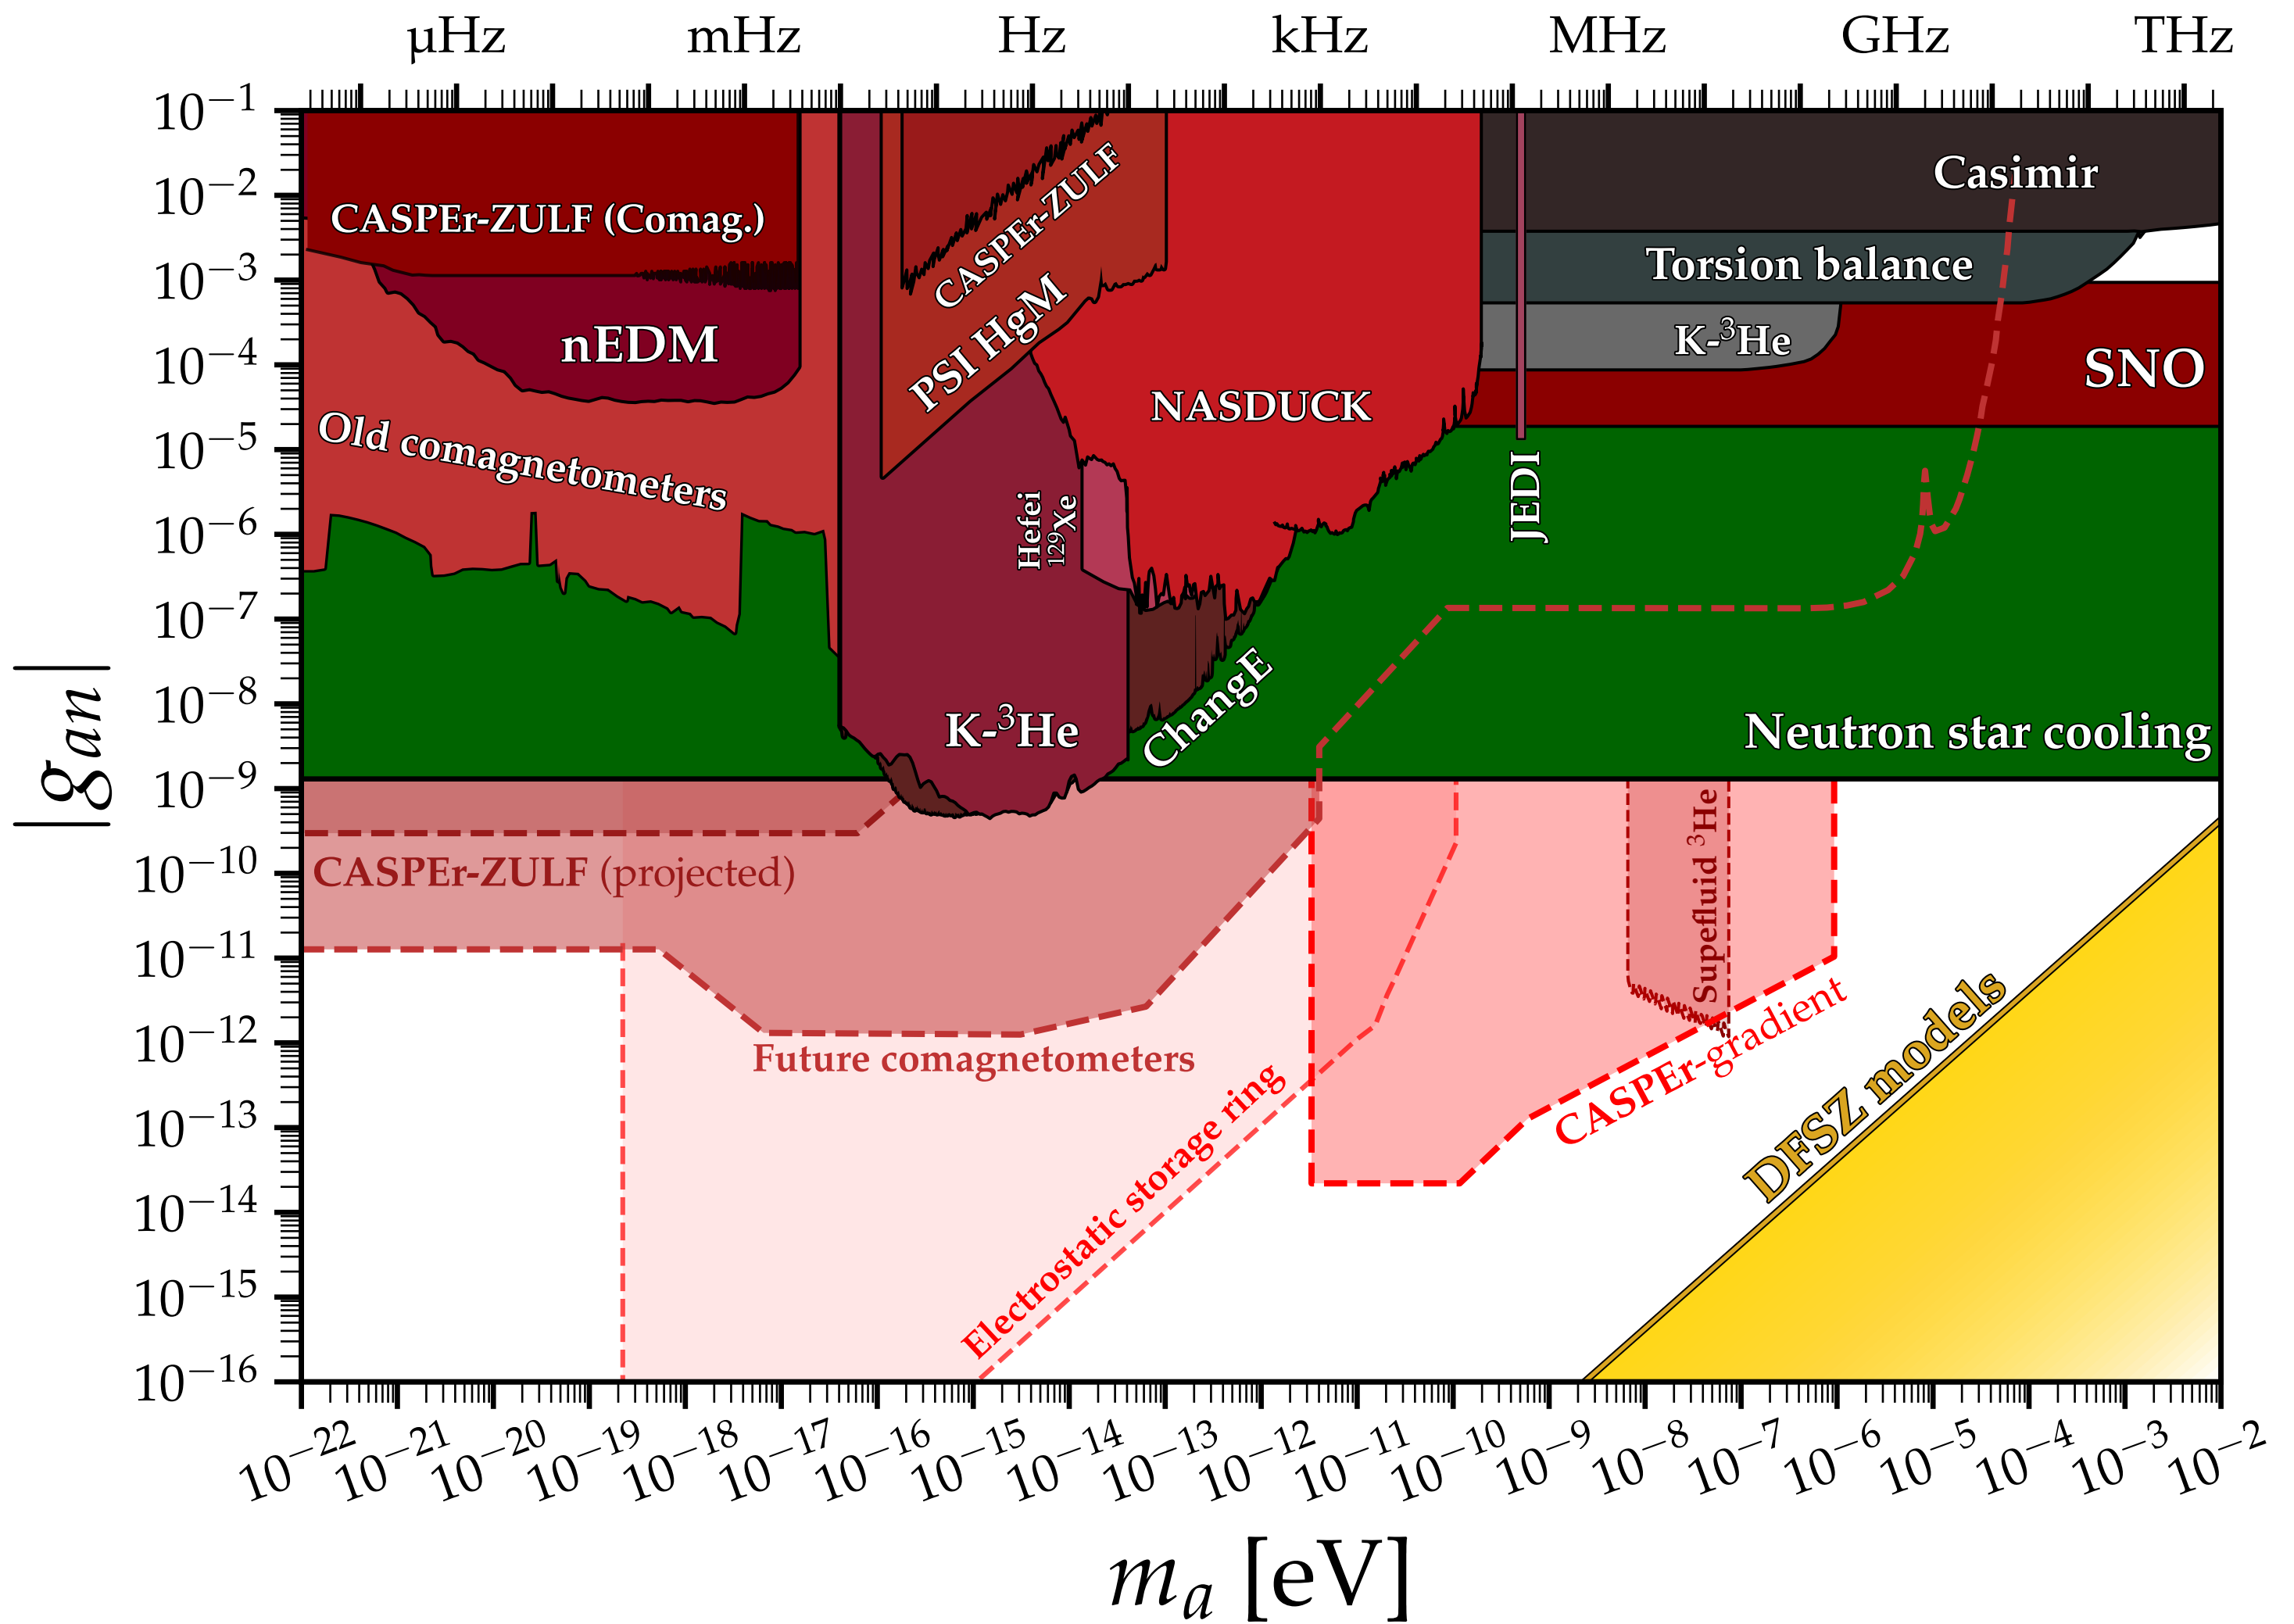 μHz mHz Hz kHz MHz GHz THz
10⁻¹
10⁻²
10⁻³
10⁻⁴
10⁻⁵
10⁻⁶
10⁻⁷
10⁻⁸
10⁻⁹
10⁻¹⁰
10⁻¹¹
10⁻¹²
10⁻¹³
10⁻¹⁴
10⁻¹⁵
10⁻¹⁶
|gₐₙ|
CASPEr-ZULF (Comag.)
nEDM
Old comagnetometers
CASPEr-ZULF
PSI HgM
NASDUCK
Hefei
¹²⁹Xe
K-³He
ChangE
JEDI
Casimir
Torsion balance
K-³He
SNO
Neutron star cooling
CASPEr-ZULF (projected)
Future comagnetometers
Electrostatic storage ring
Supefluid ³He
CASPEr-gradient
DFSZ models
10⁻²² 10⁻²¹ 10⁻²⁰ 10⁻¹⁹ 10⁻¹⁸ 10⁻¹⁷ 10⁻¹⁶ 10⁻¹⁵ 10⁻¹⁴ 10⁻¹³ 10⁻¹² 10⁻¹¹ 10⁻¹⁰ 10⁻⁹ 10⁻⁸ 10⁻⁷ 10⁻⁶ 10⁻⁵ 10⁻⁴ 10⁻³ 10⁻²
mₐ [eV]